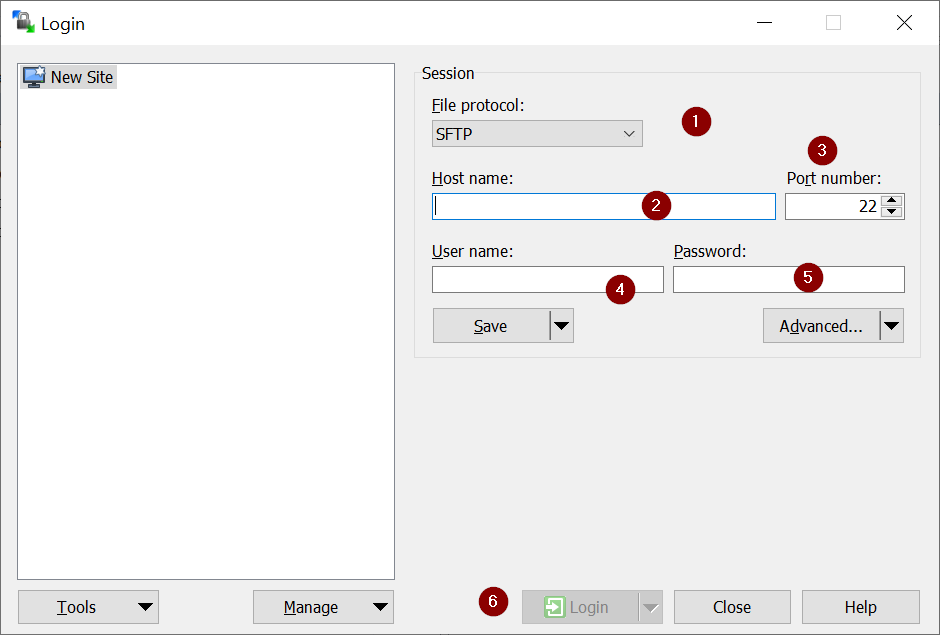 Login
New Site
Session
File protocol:
1
SFTP
3
Host name:
Port number:
2
22
User name:
Password:
4
5
Save
Advanced...
Tools
Manage
6
Login
Close
Help